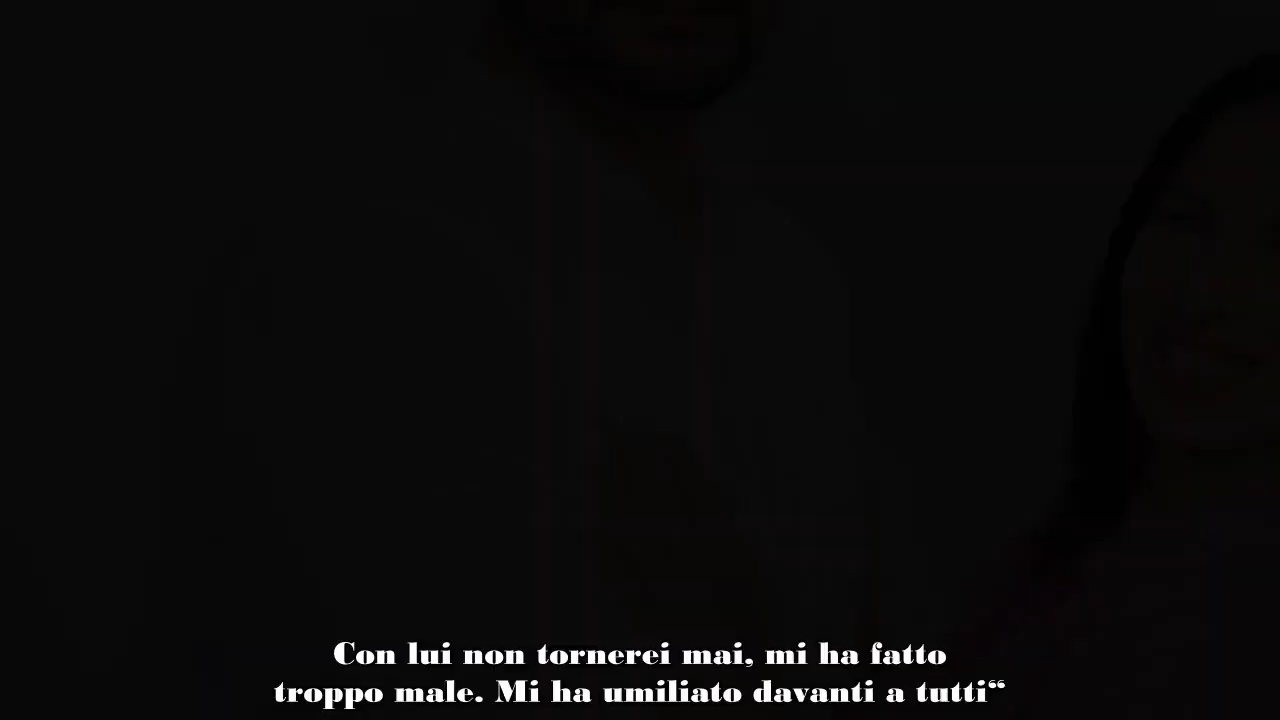 Con lui non tornerei mai, mi ha fatto
troppo male. Mi ha umiliato davanti a tutti“